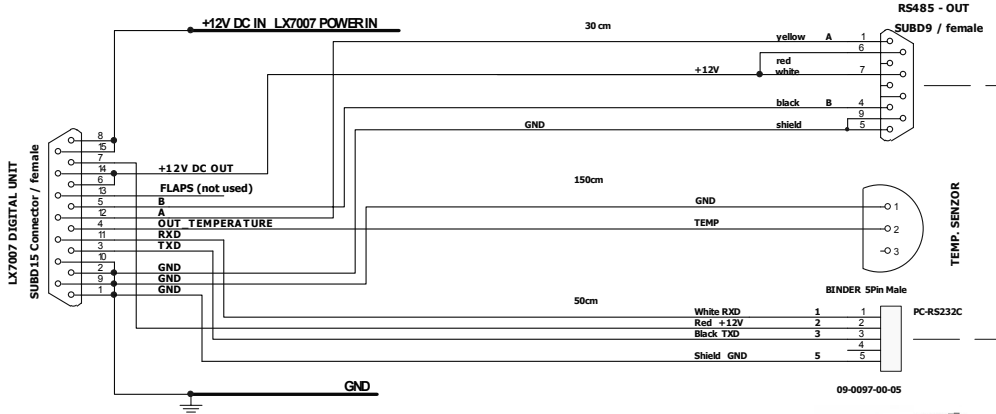 RS485 - OUT
SUBD9 / female
+12V DC IN LX7007 POWER IN
30 cm
yellow A 1
6
red
+12V white 7
black B 4
9
GND shield 5
LX7007 DIGITAL UNIT
SUBD15 Connector / female
8
15
7
14 +12V DC OUT
6
13 FLAPS (not used)
5 B
12 A
4 OUT_TEMPERATURE
11 RXD
3 TXD
10
2 GND
9 GND
1 GND
150cm
GND 1
TEMP 2
3
TEMP. SENZOR
BINDER 5Pin Male
50cm
White RXD 1 1
Red +12V 2 2
Black TXD 3 3
4
Shield GND 5 5
PC-RS232C
GND
09-0097-00-05